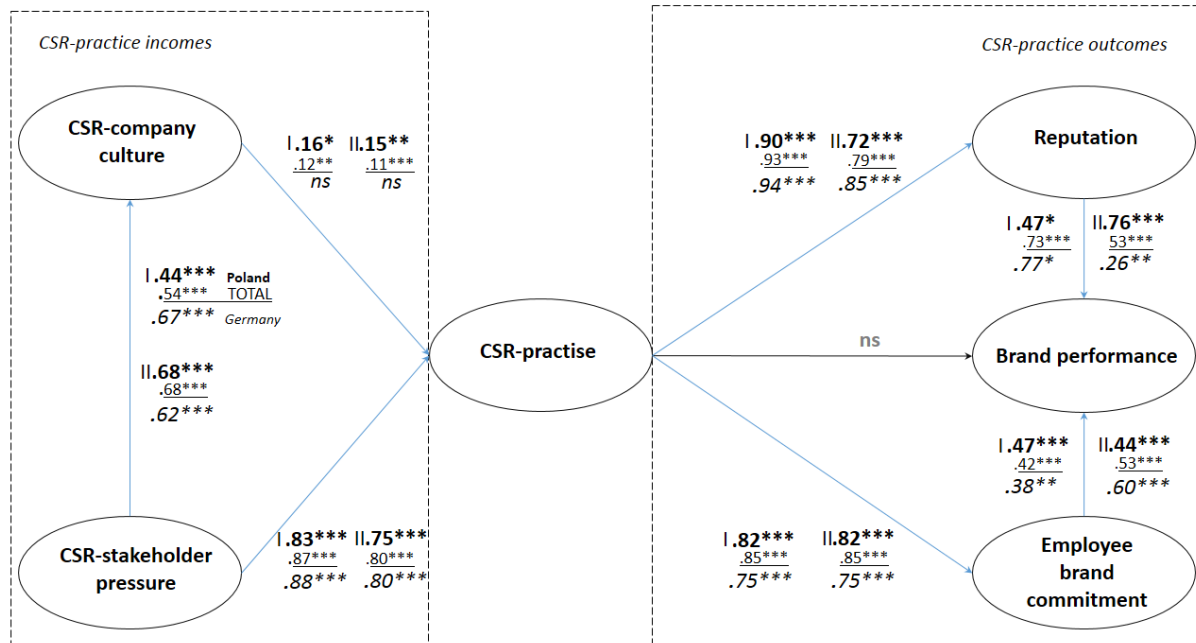 CSR-practice incomes
CSR-company
culture
I .16* II.15**
.12** .11***
ns ns
I .44*** Poland
.54*** TOTAL
.67*** Germany
II.68***
.68***
.62***
CSR-stakeholder
pressure
I .83*** II.75***
.87*** .80***
.88*** .80***
CSR-practise
CSR-practice outcomes
I .90*** II.72***
.93*** .79***
.94*** .85***
Reputation
I .47* II.76***
.73*** 53***
.77* .26**
ns
Brand performance
I .47*** II.44***
.42*** .53***
.38** .60***
I .82*** II.82***
.85*** .85***
.75*** .75***
Employee
brand
commitment